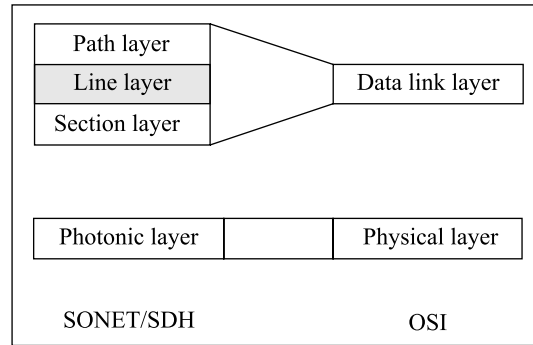 Path layer
Line layer
Data link layer
Section layer
Photonic layer
Physical layer
SONET/SDH
OSI